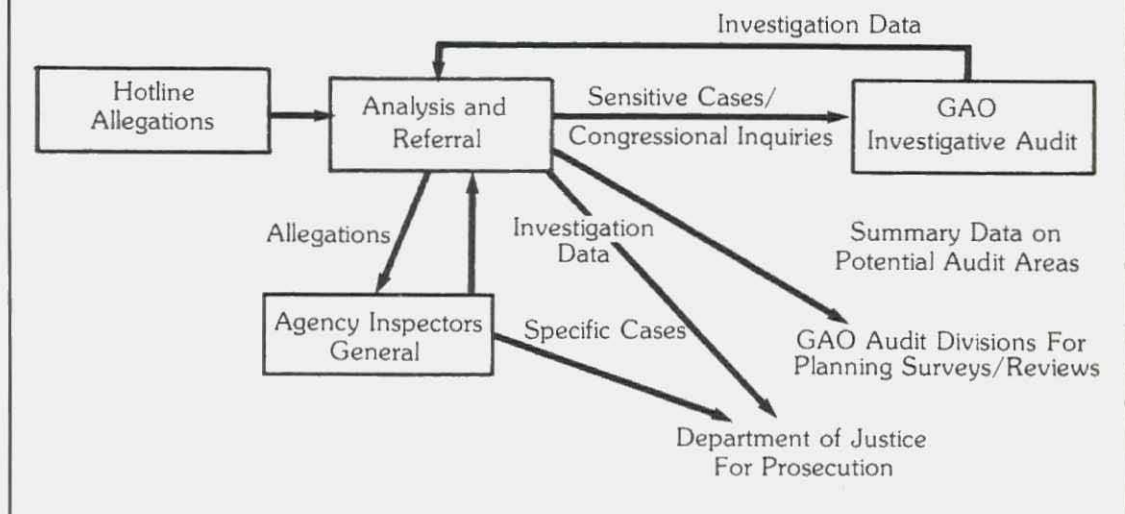 Investigation Data
Hotline
Allegations
Analysis and
Referral
Sensitive Cases/
Congressional Inquiries
GAO
Investigative Audit
Allegations
Investigation
Data
Summary Data on
Potential Audit Areas
Agency Inspectors
General
Specific Cases
GAO Audit Divisions For
Planning Surveys/Reviews
Department of Justice
For Prosecution